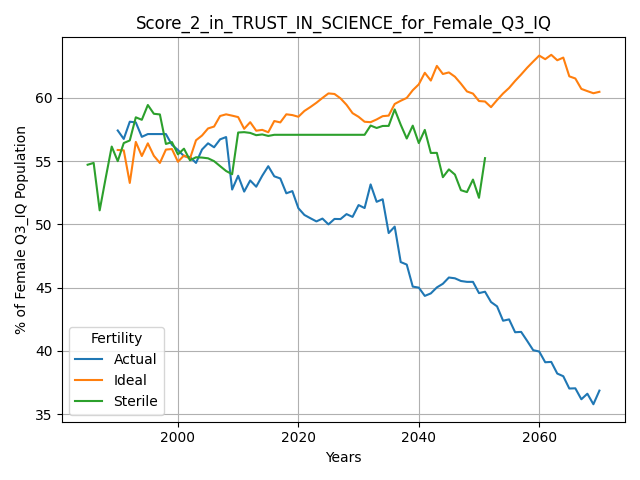 Score_2_in_TRUST_IN_SCIENCE_for_Female_Q3_IQ
% of Female Q3_IQ Population
60
55
50
45
40
35
Fertility
Actual
Ideal
Sterile
2000 2020 2040 2060
Years